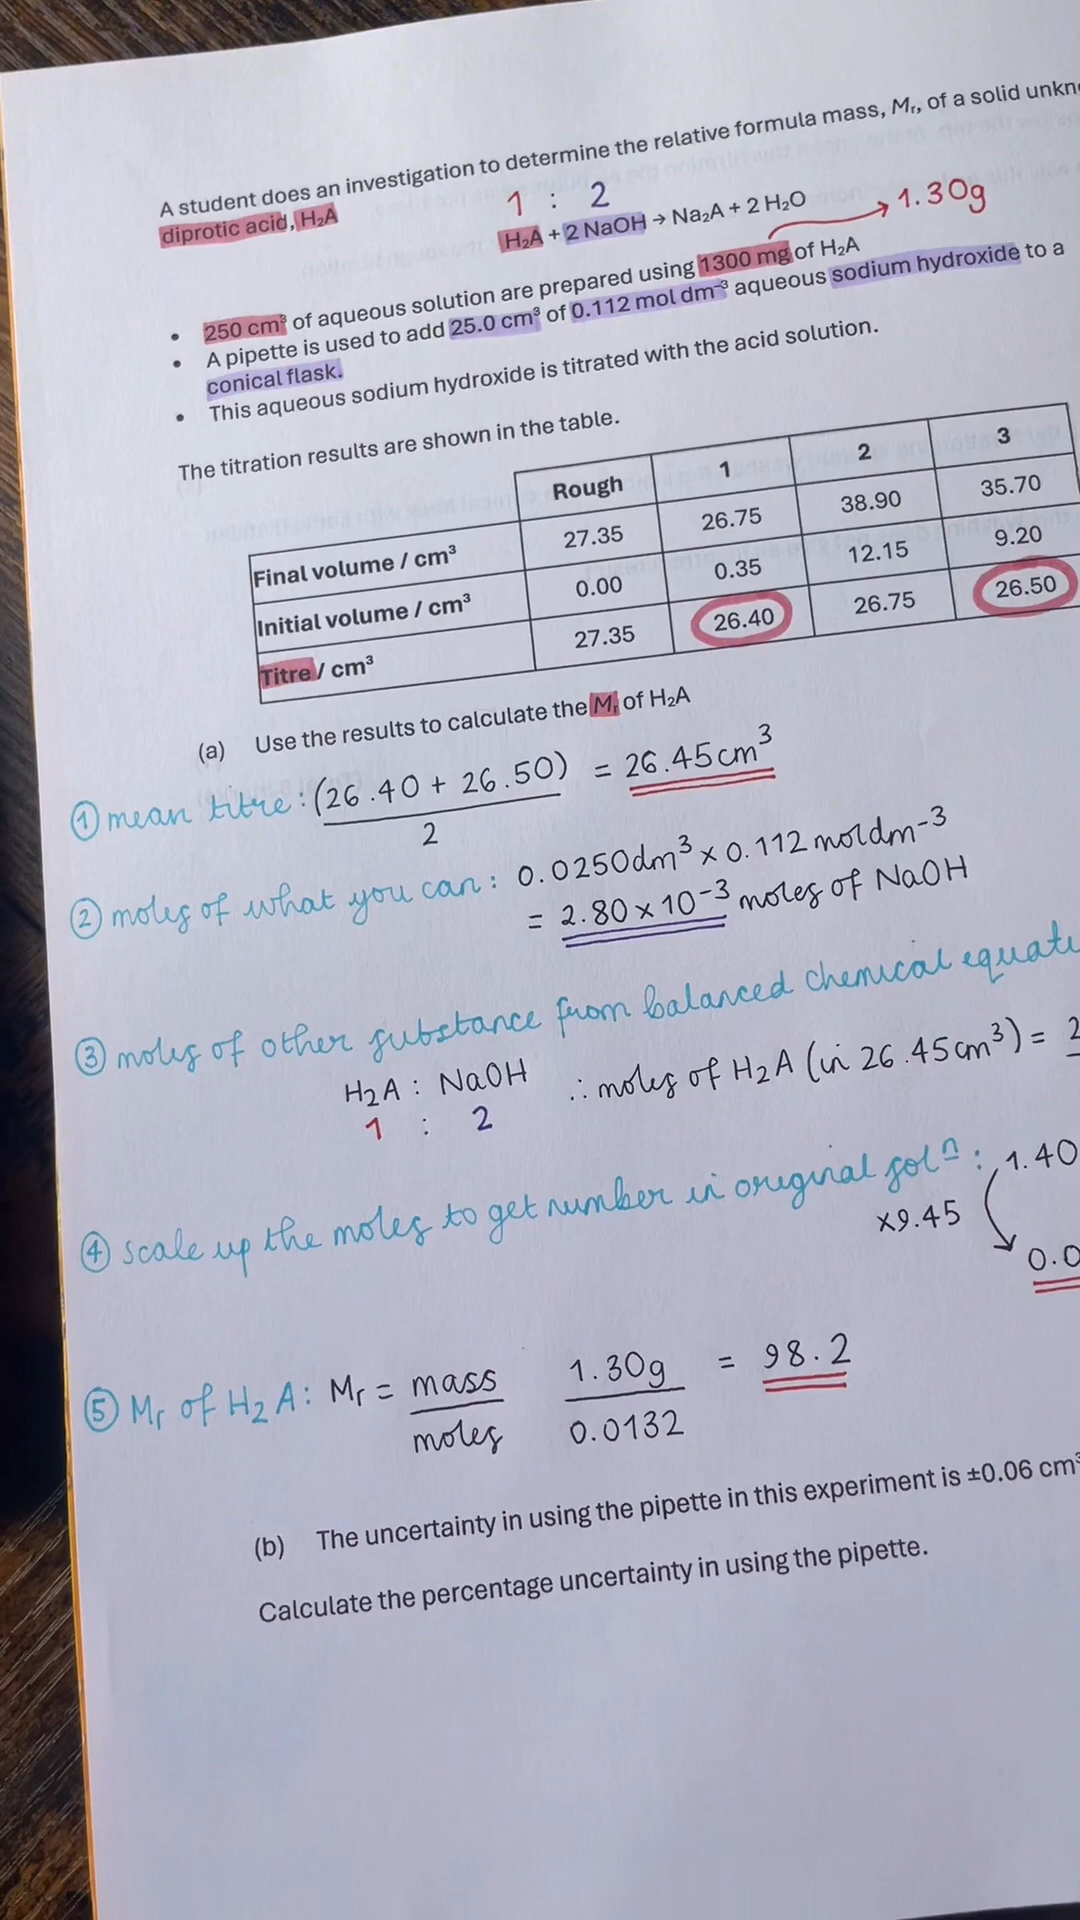 A student does an investigation to determine the relative formula mass, Mr, of a solid
diprotic acid, H₂A
1 : 2
H₂A + 2 NaOH → Na₂A + 2 H₂O
1.30g
• 250 cm³ of aqueous solution are prepared using 1300 mg of H₂A
• A pipette is used to add 25.0 cm³ of 0.112 mol dm⁻³ aqueous sodium hydroxide to a
conical flask.
• This aqueous sodium hydroxide is titrated with the acid solution.
The titration results are shown in the table.
Rough 1 2 3
Final volume / cm³ 27.35 26.75 38.90 35.70
Initial volume / cm³ 0.00 0.35 12.15 9.20
Titre / cm³ 27.35 26.40 26.75 26.50
(a) Use the results to calculate the Mr of H₂A
① mean titre: (26.40 + 26.50) = 26.45cm³
2
② moles of what you can: 0.0250dm³ x 0.112 moldm⁻³
= 2.80 x 10⁻³ moles of NaOH
③ moles of other substance from balanced chemical
H₂A : NaOH ∴ moles of H₂A (in 26.45cm³) =
1 : 2
④ scale up the moles to get number in original solⁿ: 1.40
x9.45
0.0
⑤ Mr of H₂A: Mr = mass 1.30g = 98.2
moles 0.0132
(b) The uncertainty in using the pipette in this experiment is ±0.06 cm³
Calculate the percentage uncertainty in using the pipette.